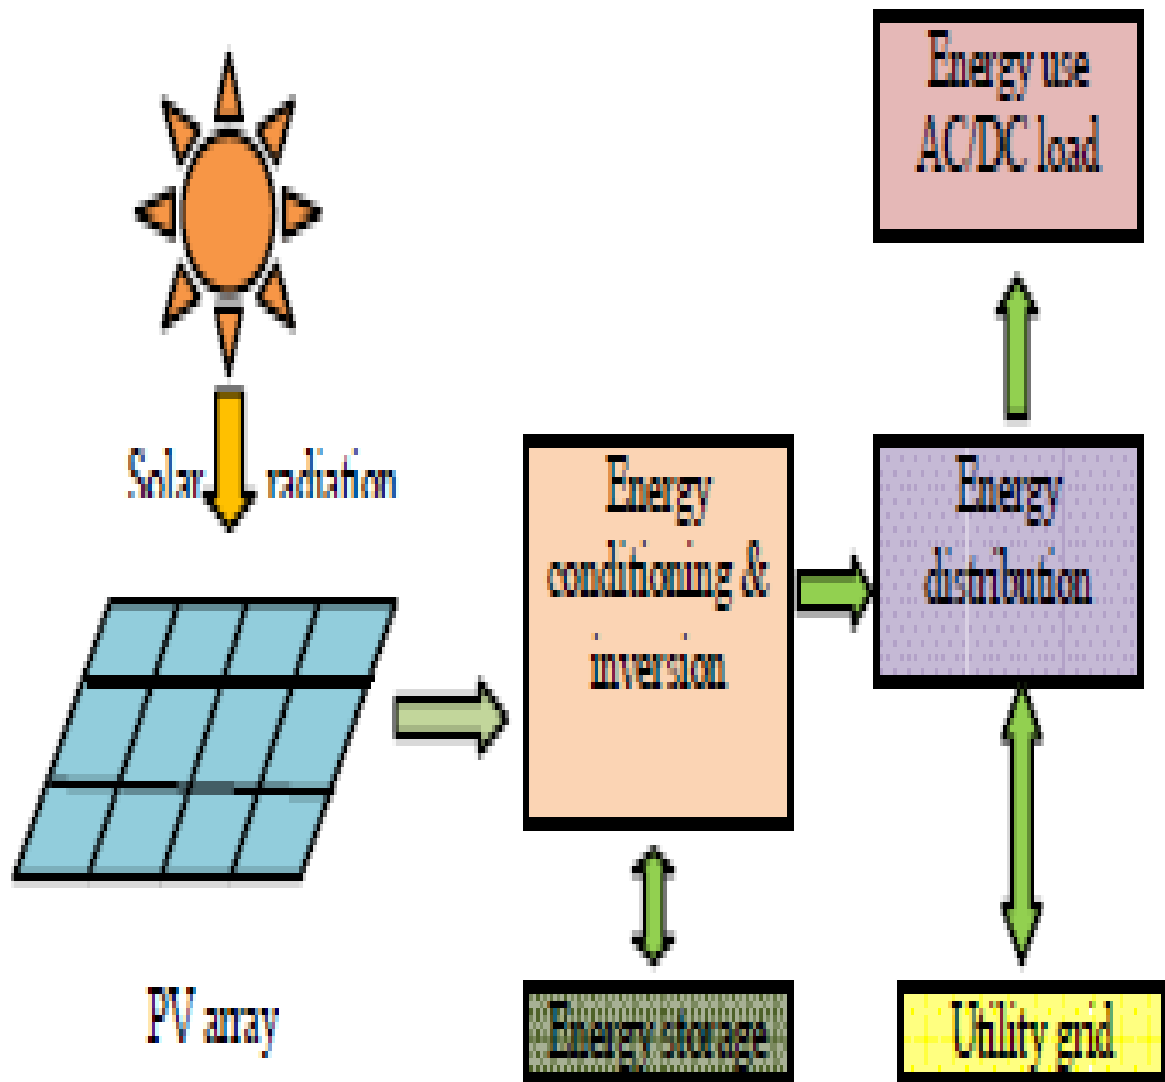 Energy use
AC/DC load
Solar radiation
Energy
conditioning &
inversion
Energy
distribution
PV array
Energy storage
Utility grid